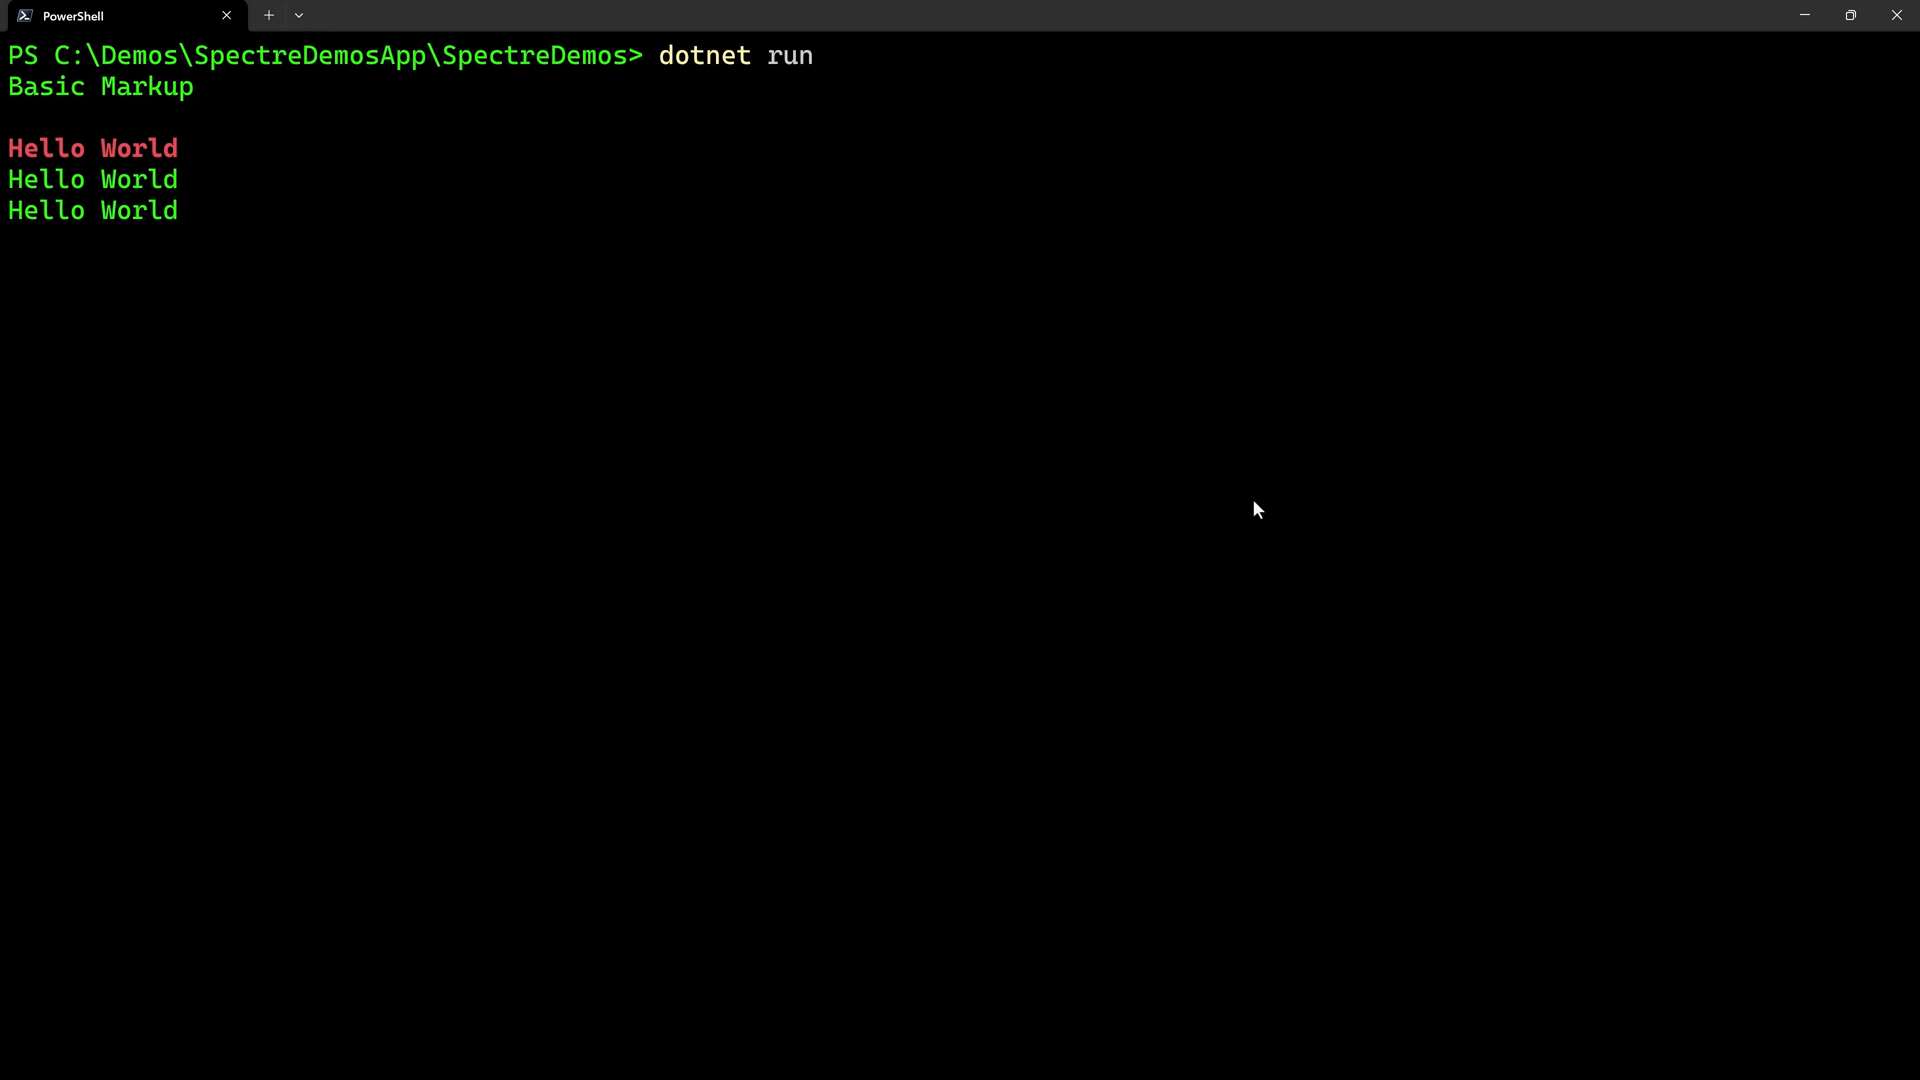 PowerShell
PS C:\Demos\SpectreDemosApp\SpectreDemos> dotnet run
Basic Markup
Hello World
Hello World
Hello World